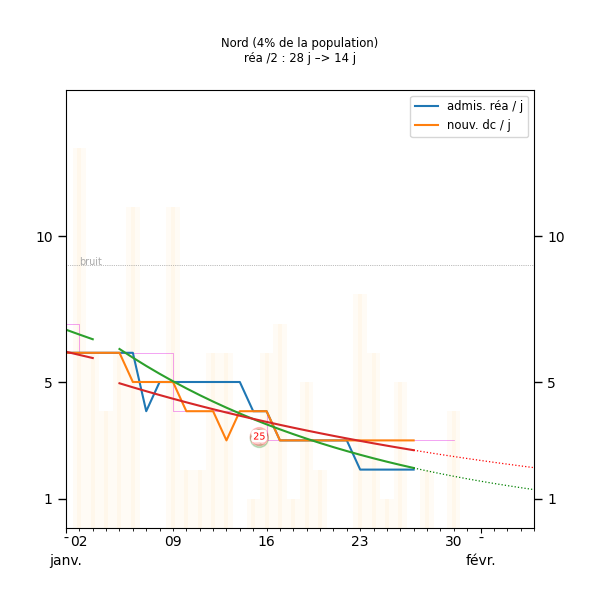 Nord (4% de la population)
réa /2 : 28 j –> 14 j
admis. réa / j
nouv. dc / j
10
10
bruit
5
5
25
1
1
02
09
16
23
30
janv.
févr.